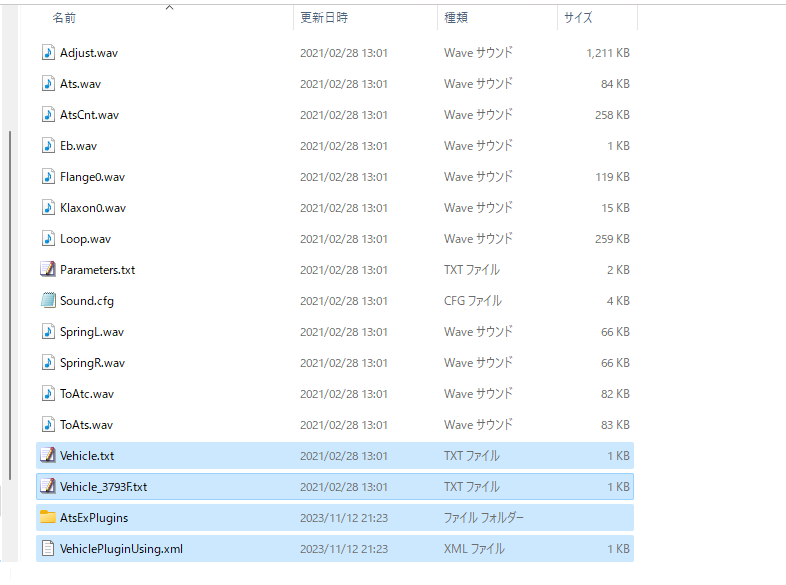 名前 更新日時 種類 サイズ
Adjust.wav 2021/02/28 13:01 Wave サウンド 1,211 KB
Ats.wav 2021/02/28 13:01 Wave サウンド 84 KB
AtsCnt.wav 2021/02/28 13:01 Wave サウンド 258 KB
Eb.wav 2021/02/28 13:01 Wave サウンド 1 KB
Flange0.wav 2021/02/28 13:01 Wave サウンド 119 KB
Klaxon0.wav 2021/02/28 13:01 Wave サウンド 15 KB
Loop.wav 2021/02/28 13:01 Wave サウンド 259 KB
Parameters.txt 2021/02/28 13:01 TXT ファイル 2 KB
Sound.cfg 2021/02/28 13:01 CFG ファイル 4 KB
SpringL.wav 2021/02/28 13:01 Wave サウンド 66 KB
SpringR.wav 2021/02/28 13:01 Wave サウンド 66 KB
ToAtc.wav 2021/02/28 13:01 Wave サウンド 82 KB
ToAts.wav 2021/02/28 13:01 Wave サウンド 83 KB
Vehicle.txt 2021/02/28 13:01 TXT ファイル 1 KB
Vehicle_3793F.txt 2021/02/28 13:01 TXT ファイル 1 KB
AtsExPlugins 2023/11/12 21:23 ファイル フォルダー
VehiclePluginUsing.xml 2023/11/12 21:23 XML ファイル 1 KB